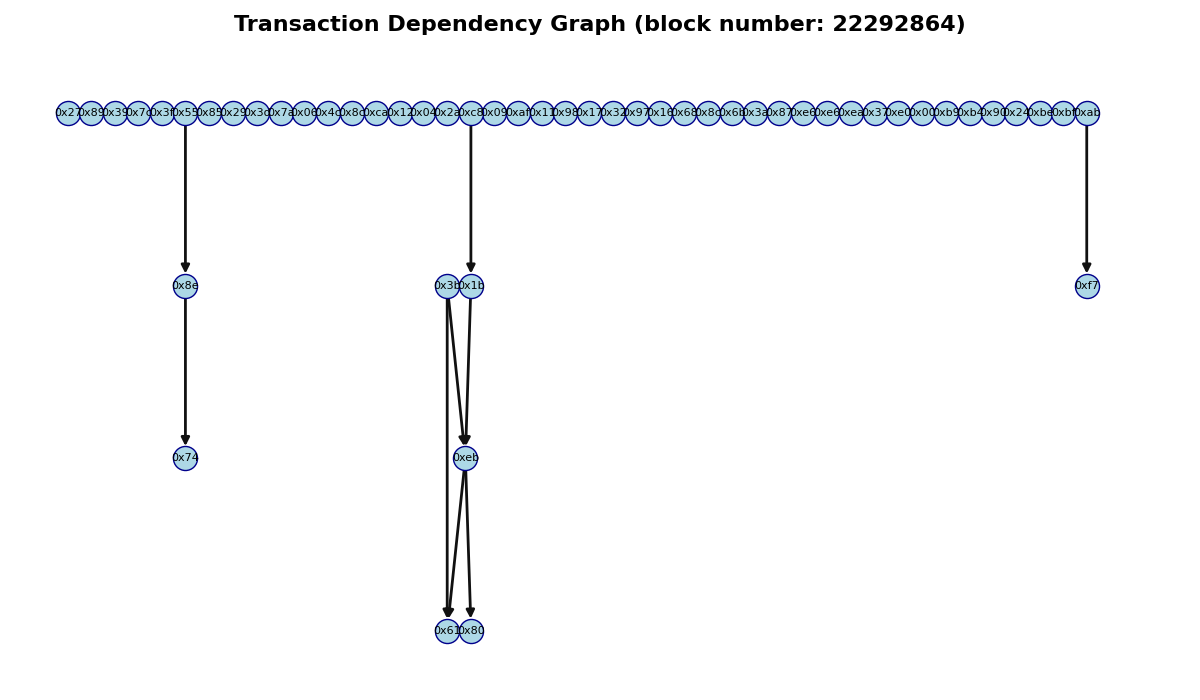 Transaction Dependency Graph (block number: 22292864)
0x27 0x89 0x39 0x7c 0x3f 0x55 0x85 0x29 0x3d 0x7a 0x06 0x4c 0x8c 0xca 0x12 0x04 0x2a 0xc8 0x09 0xaf 0x11 0x98 0x17 0x32 0x97 0x16 0x68 0x8c 0x6b 0x3a 0x87 0xe6 0xe6 0xea 0x37 0xe0 0x00 0xb9 0xb4 0x90 0x24 0xbe 0xbf 0xab
0x8e 0x3b 0x1b 0xf7
0x74 0xeb
0x61 0x80